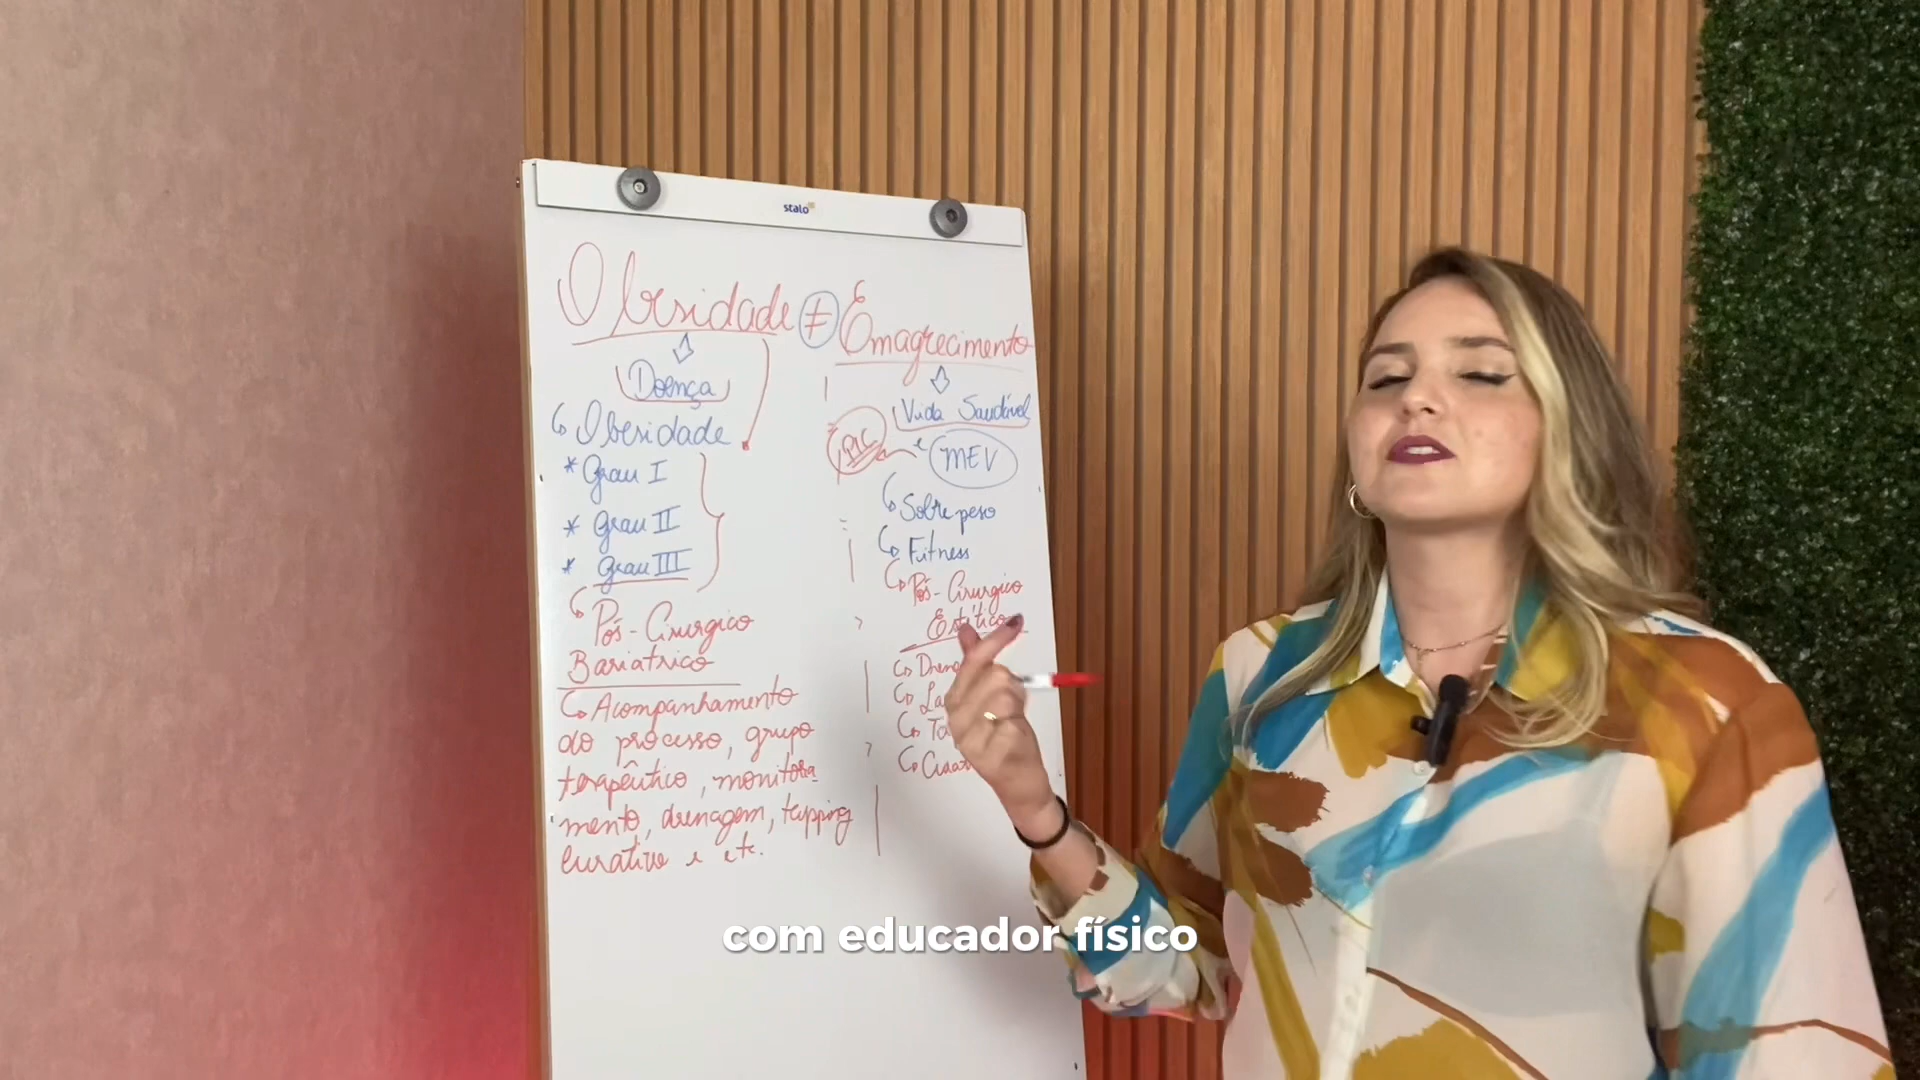 stalo
Obesidade ≠ Emagrecimento
Doença
Obesidade
* Grau I
* Grau II
* Grau III
Pós-Cirurgico
Bariatrico
Acompanhamento
do processo, grupo
terapêutico, monitora
mento, drenagem, tapping
curativo e etc.
Vida Saudável
e
MEV
Sobrepeso
Fitness
Pós-Cirurgico
Estético
com educador físico